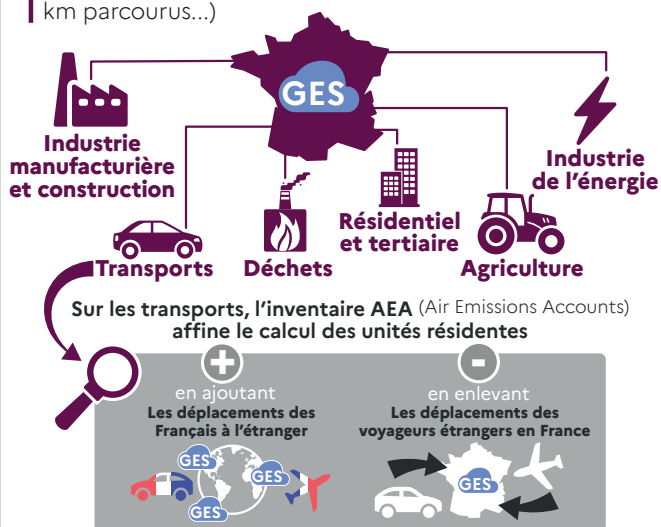 km parcourus...)
GES
Industrie
manufacturière
et construction
Industrie
de l'énergie
Résidentiel
et tertiaire
Transports
Déchets
Agriculture
Sur les transports, l'inventaire AEA (Air Emissions Accounts)
affine le calcul des unités résidentes
+
en ajoutant
Les déplacements des
Français à l'étranger
GES
GES
GES
-
en enlevant
Les déplacements des
voyageurs étrangers en France
GES